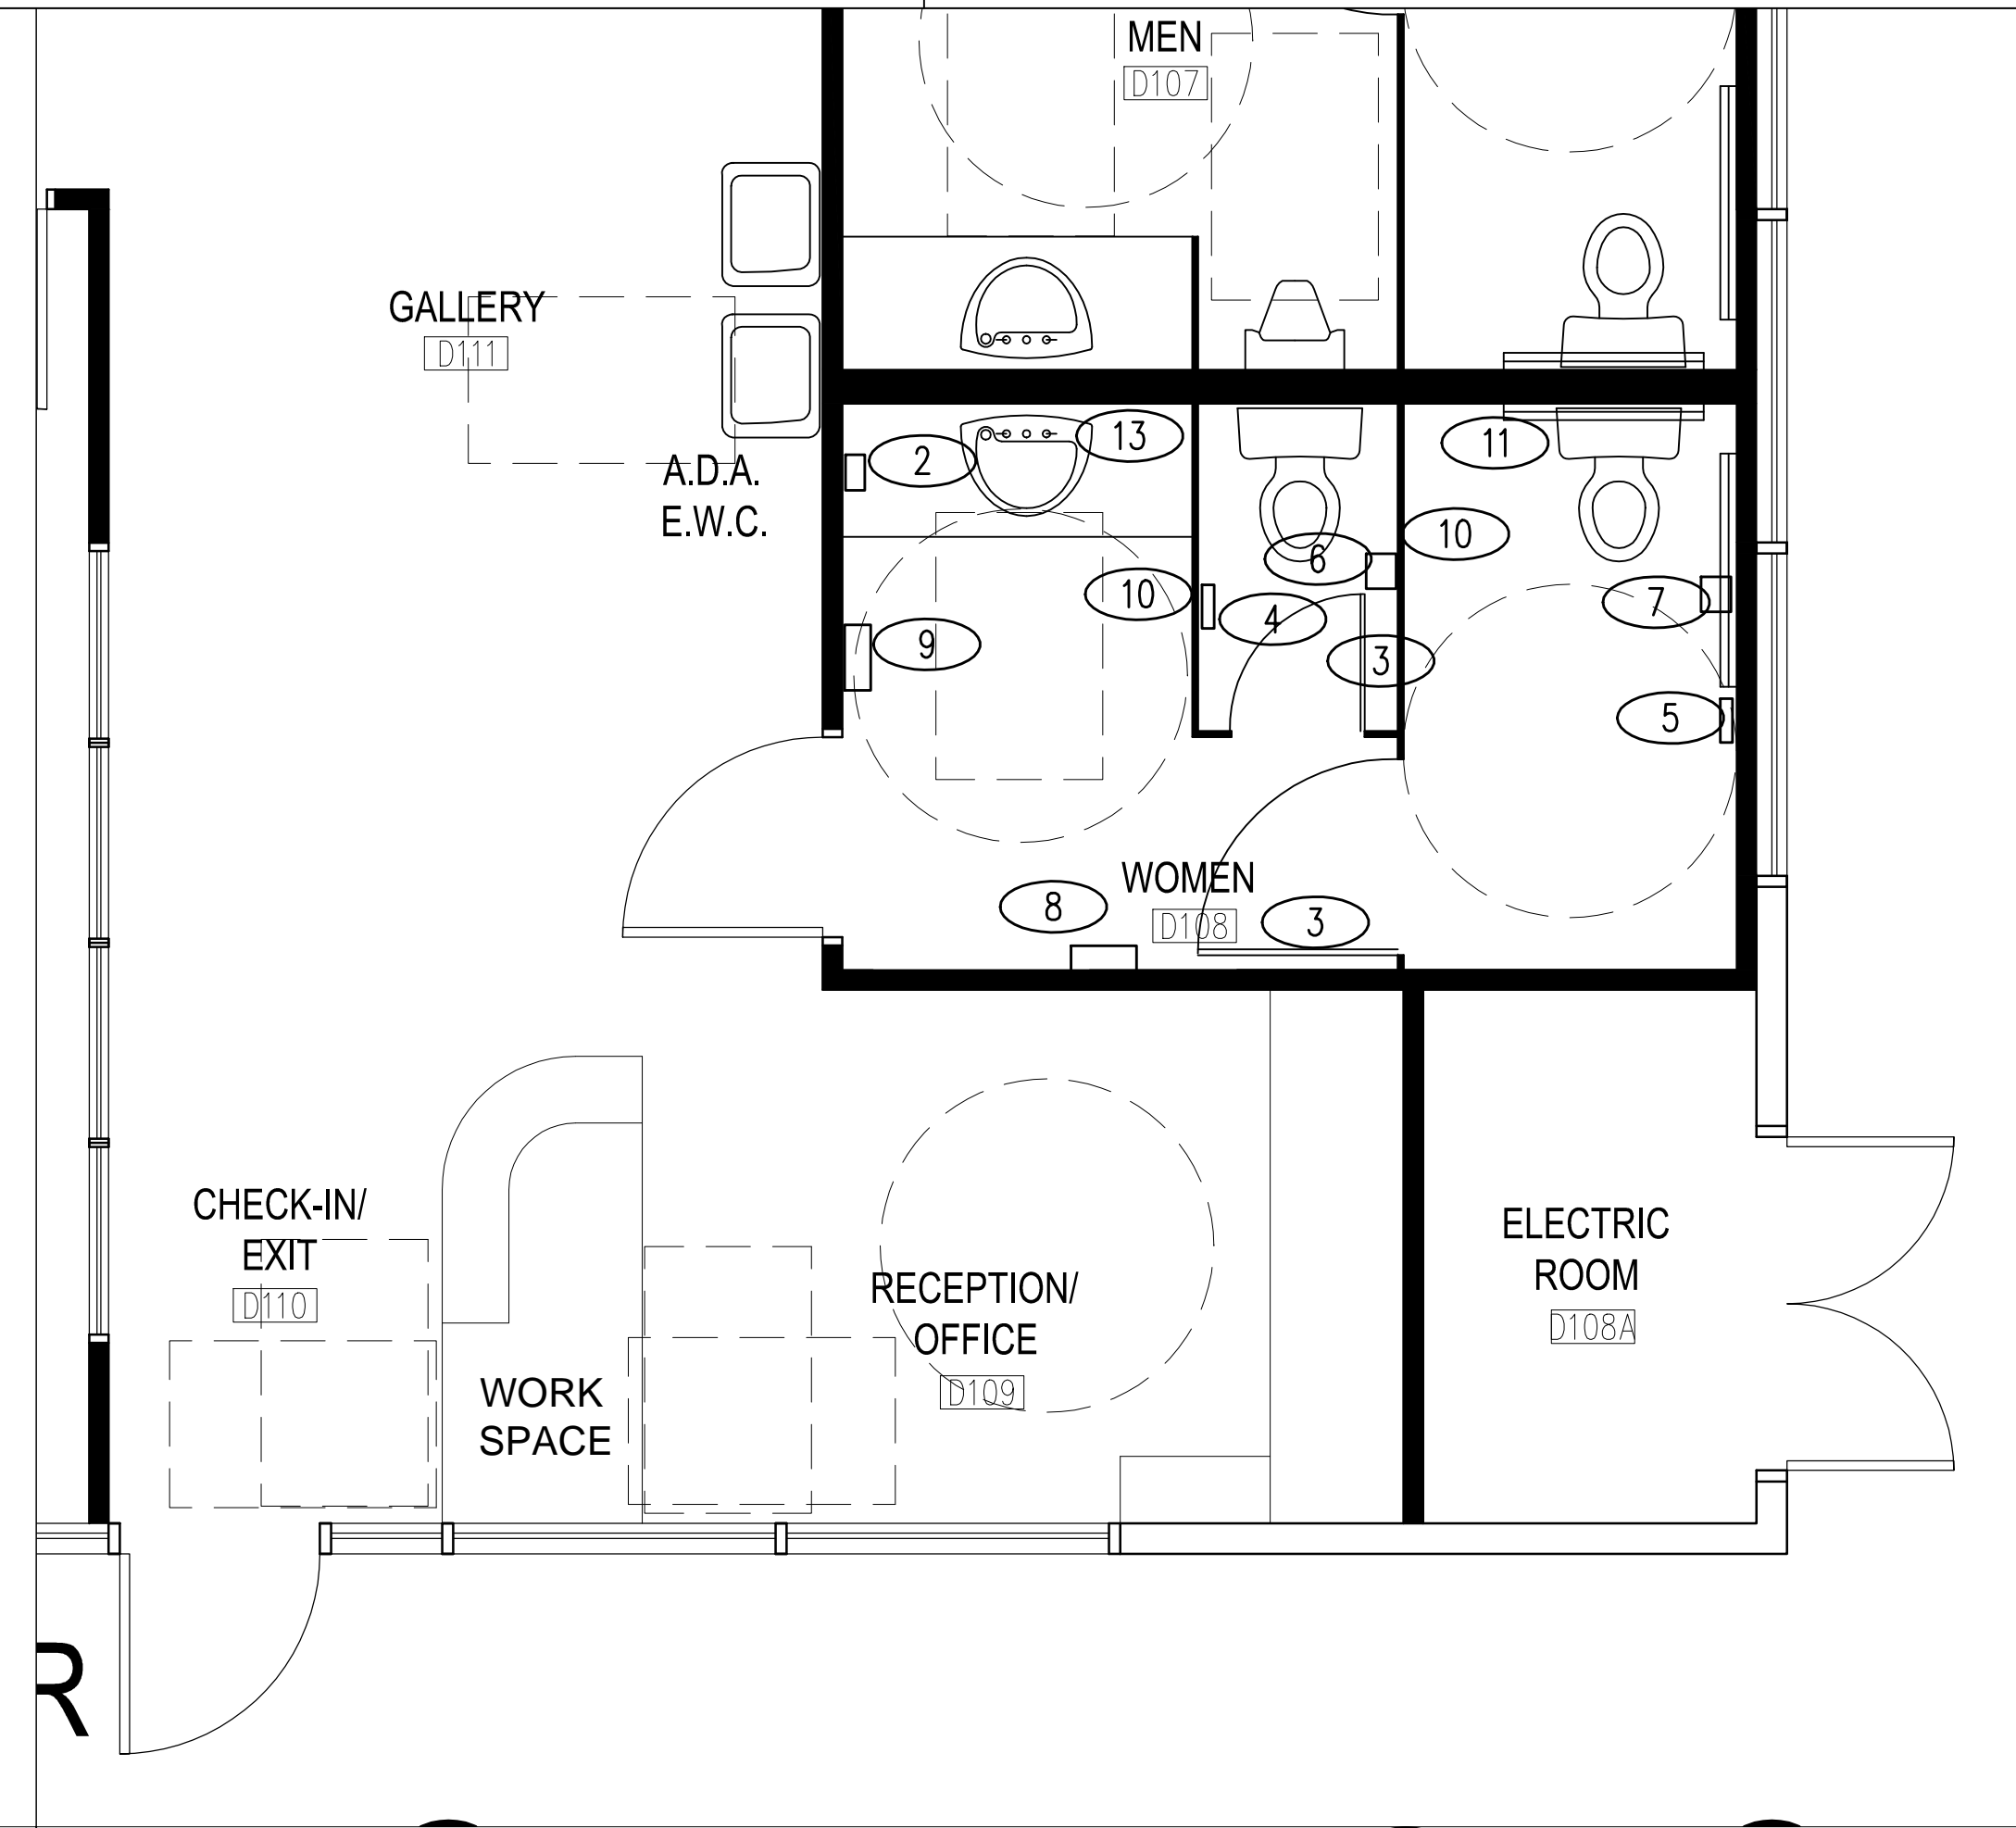 MEN
D107
GALLERY
D111
A.D.A.
E.W.C.
2
13
11
10
6
7
10
4
9
3
5
WOMEN
D108
8
3
CHECK-IN/
EXIT
D110
ELECTRIC
ROOM
D108A
RECEPTION/
OFFICE
D109
WORK
SPACE
R